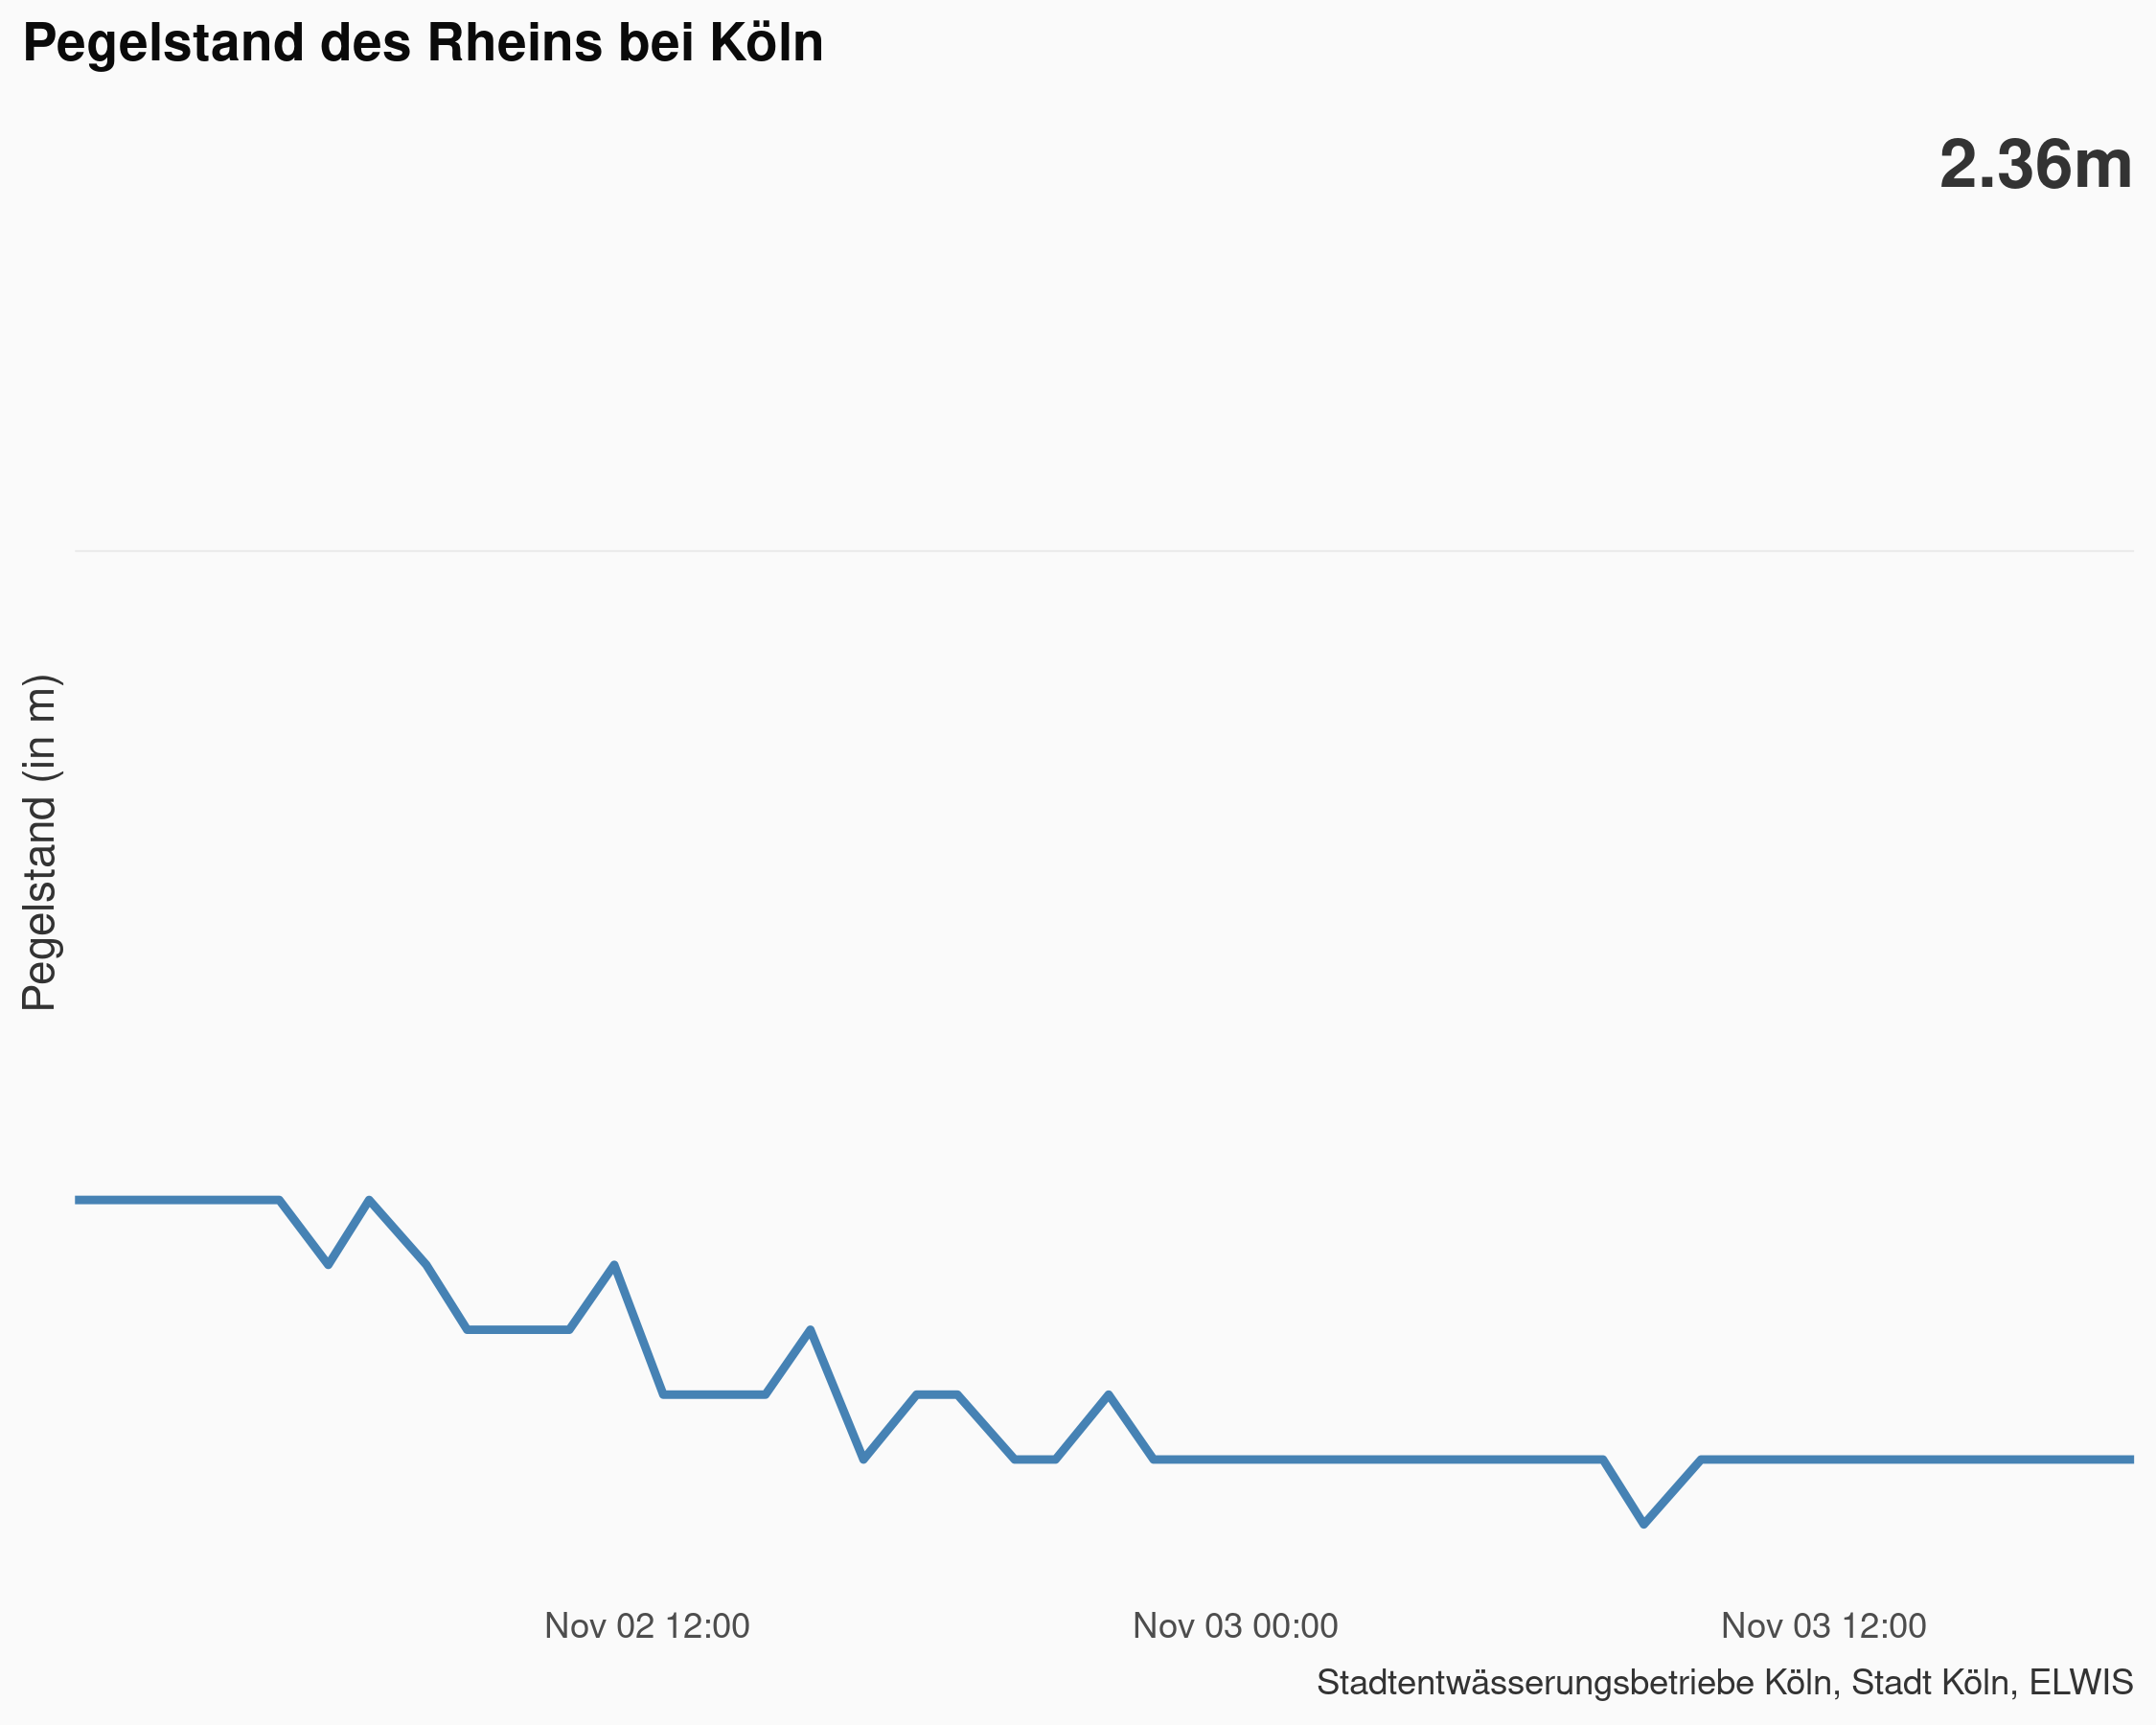 Pegelstand des Rheins bei Köln
2.36m
Pegelstand (in m)
Nov 02 12:00
Nov 03 00:00
Nov 03 12:00
Stadtentwässerungsbetriebe Köln, Stadt Köln, ELWIS